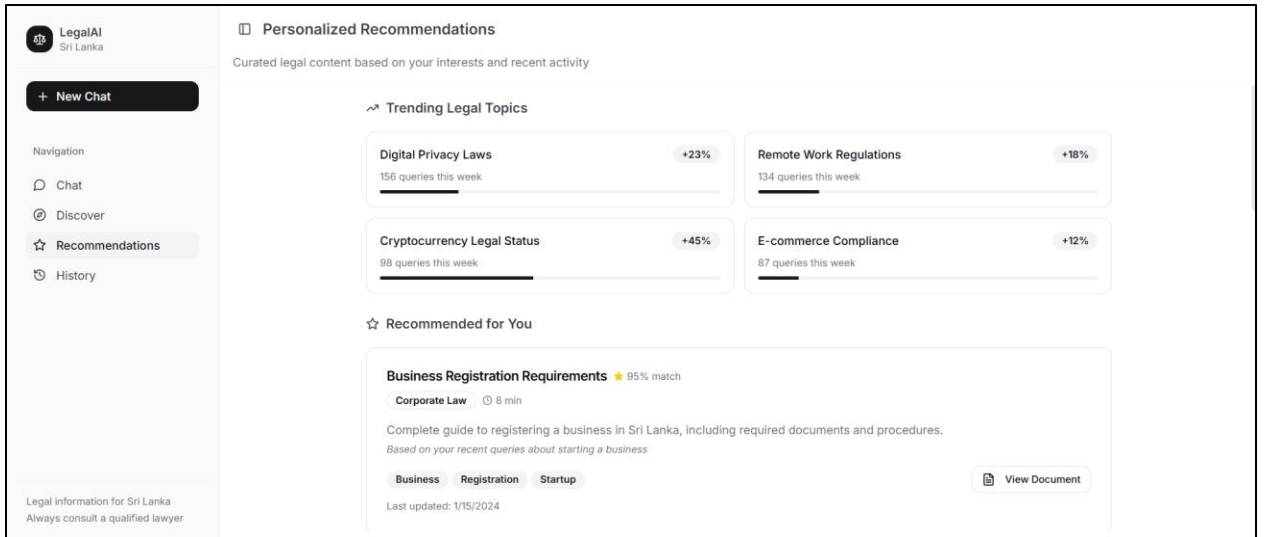 LegalAI
Sri Lanka
New Chat
Navigation
Chat
Discover
Recommendations
History
Legal information for Sri Lanka
Always consult a qualified lawyer
Personalized Recommendations
Curated legal content based on your interests and recent activity
Trending Legal Topics
Digital Privacy Laws +23%
156 queries this week
Remote Work Regulations +18%
134 queries this week
Cryptocurrency Legal Status +45%
98 queries this week
E-commerce Compliance +12%
87 queries this week
Recommended for You
Business Registration Requirements 95% match
Corporate Law 8 min
Complete guide to registering a business in Sri Lanka, including required documents and procedures.
Based on your recent queries about starting a business
Business Registration Startup
View Document
Last updated: 1/15/2024